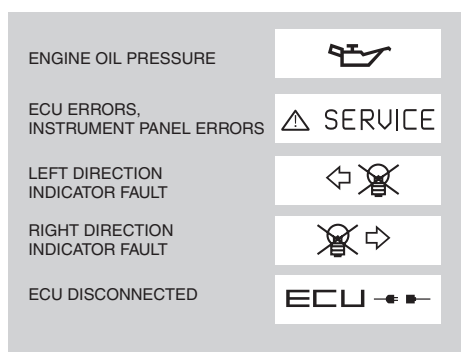 ENGINE OIL PRESSURE
ECU ERRORS,
INSTRUMENT PANEL ERRORS
SERVICE
LEFT DIRECTION
INDICATOR FAULT
RIGHT DIRECTION
INDICATOR FAULT
ECU DISCONNECTED
ECU